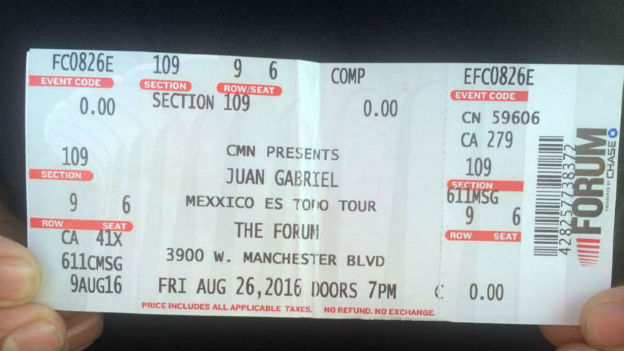 FC0826E 109 9 6 COMP EFC0826E
EVENT CODE SECTION ROW/SEAT EVENT CODE
0.00 SECTION 109 0.00 CN 59606
CA 279
109 CMN PRESENTS 109
SECTION JUAN GABRIEL SECTION
611MSG
9 6 MEXXICO ES TODO TOUR 9 6
ROW SEAT THE FORUM ROW SEAT
CA 41X
611CMSG 3900 W. MANCHESTER BLVD
9AUG16 FRI AUG 26,2016 DOORS 7PM C 0.00
PRICE INCLUDES ALL APPLICABLE TAXES. NO REFUND. NO EXCHANGE.
428257738372
FORUM
PRESENTED BY CHASE